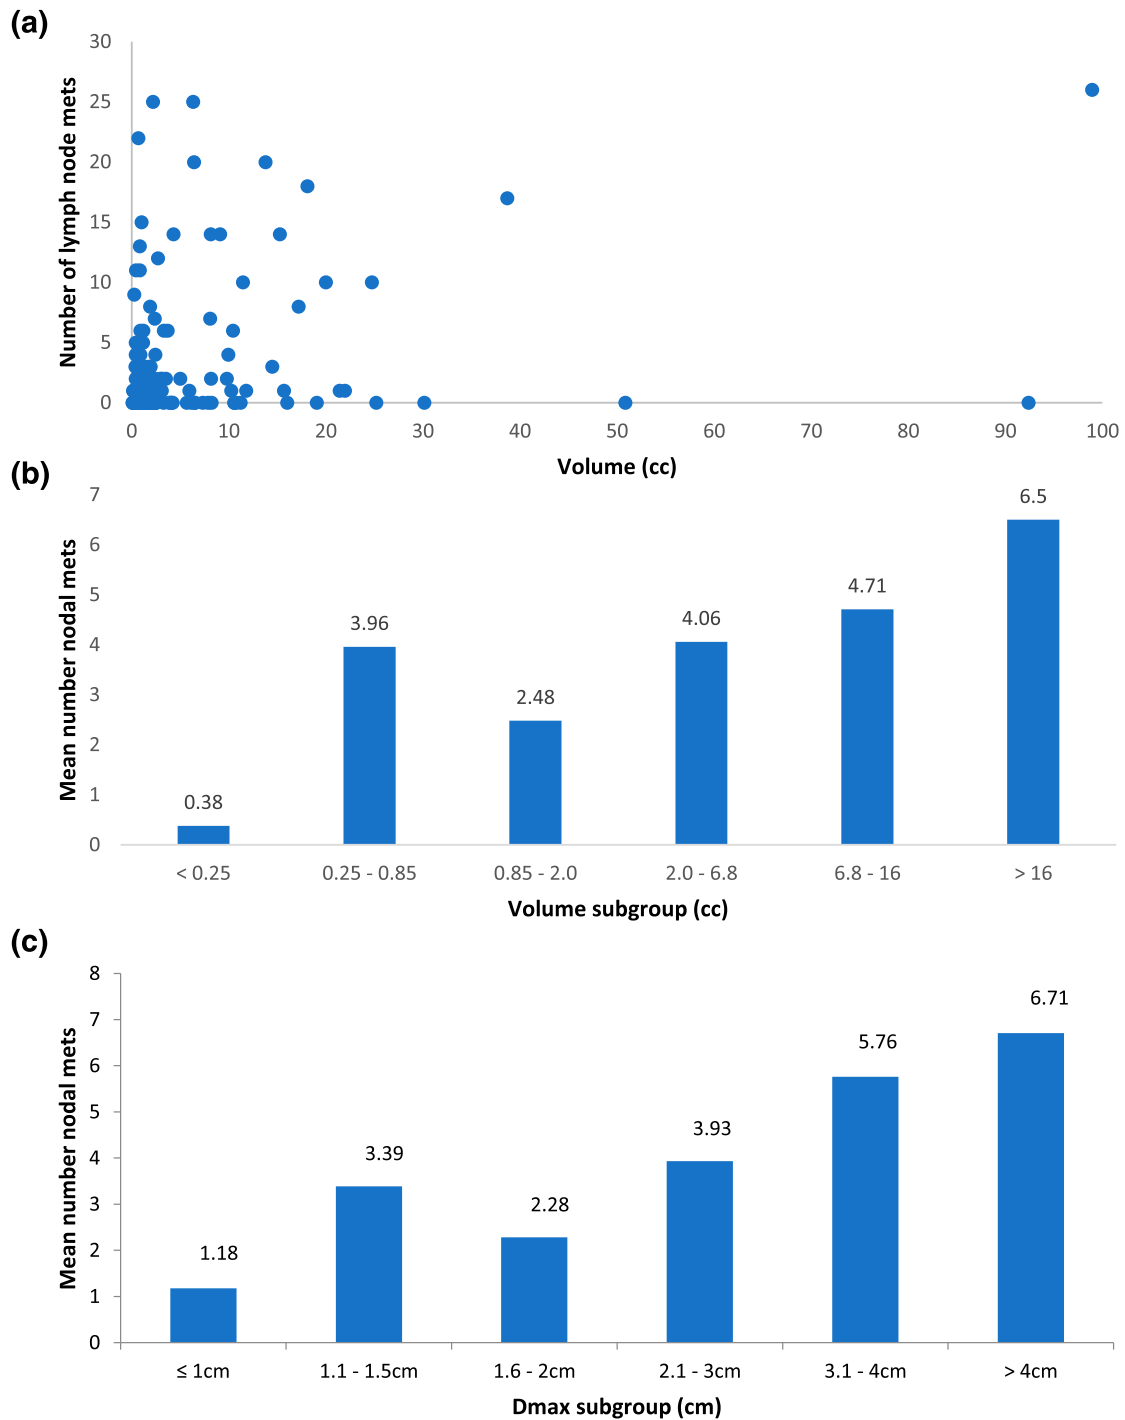 (a)
Number of lymph node mets
30
25
20
15
10
5
0
0 10 20 30 40 50 60 70 80 90 100
Volume (cc)
(b)
Mean number nodal mets
7
6
5
4
3
2
1
0
0.38 3.96 2.48 4.06 4.71 6.5
< 0.25 0.25 - 0.85 0.85 - 2.0 2.0 - 6.8 6.8 - 16 > 16
Volume subgroup (cc)
(c)
Mean number nodal mets
8
7
6
5
4
3
2
1
0
1.18 3.39 2.28 3.93 5.76 6.71
≤ 1cm 1.1 - 1.5cm 1.6 - 2cm 2.1 - 3cm 3.1 - 4cm > 4cm
Dmax subgroup (cm)